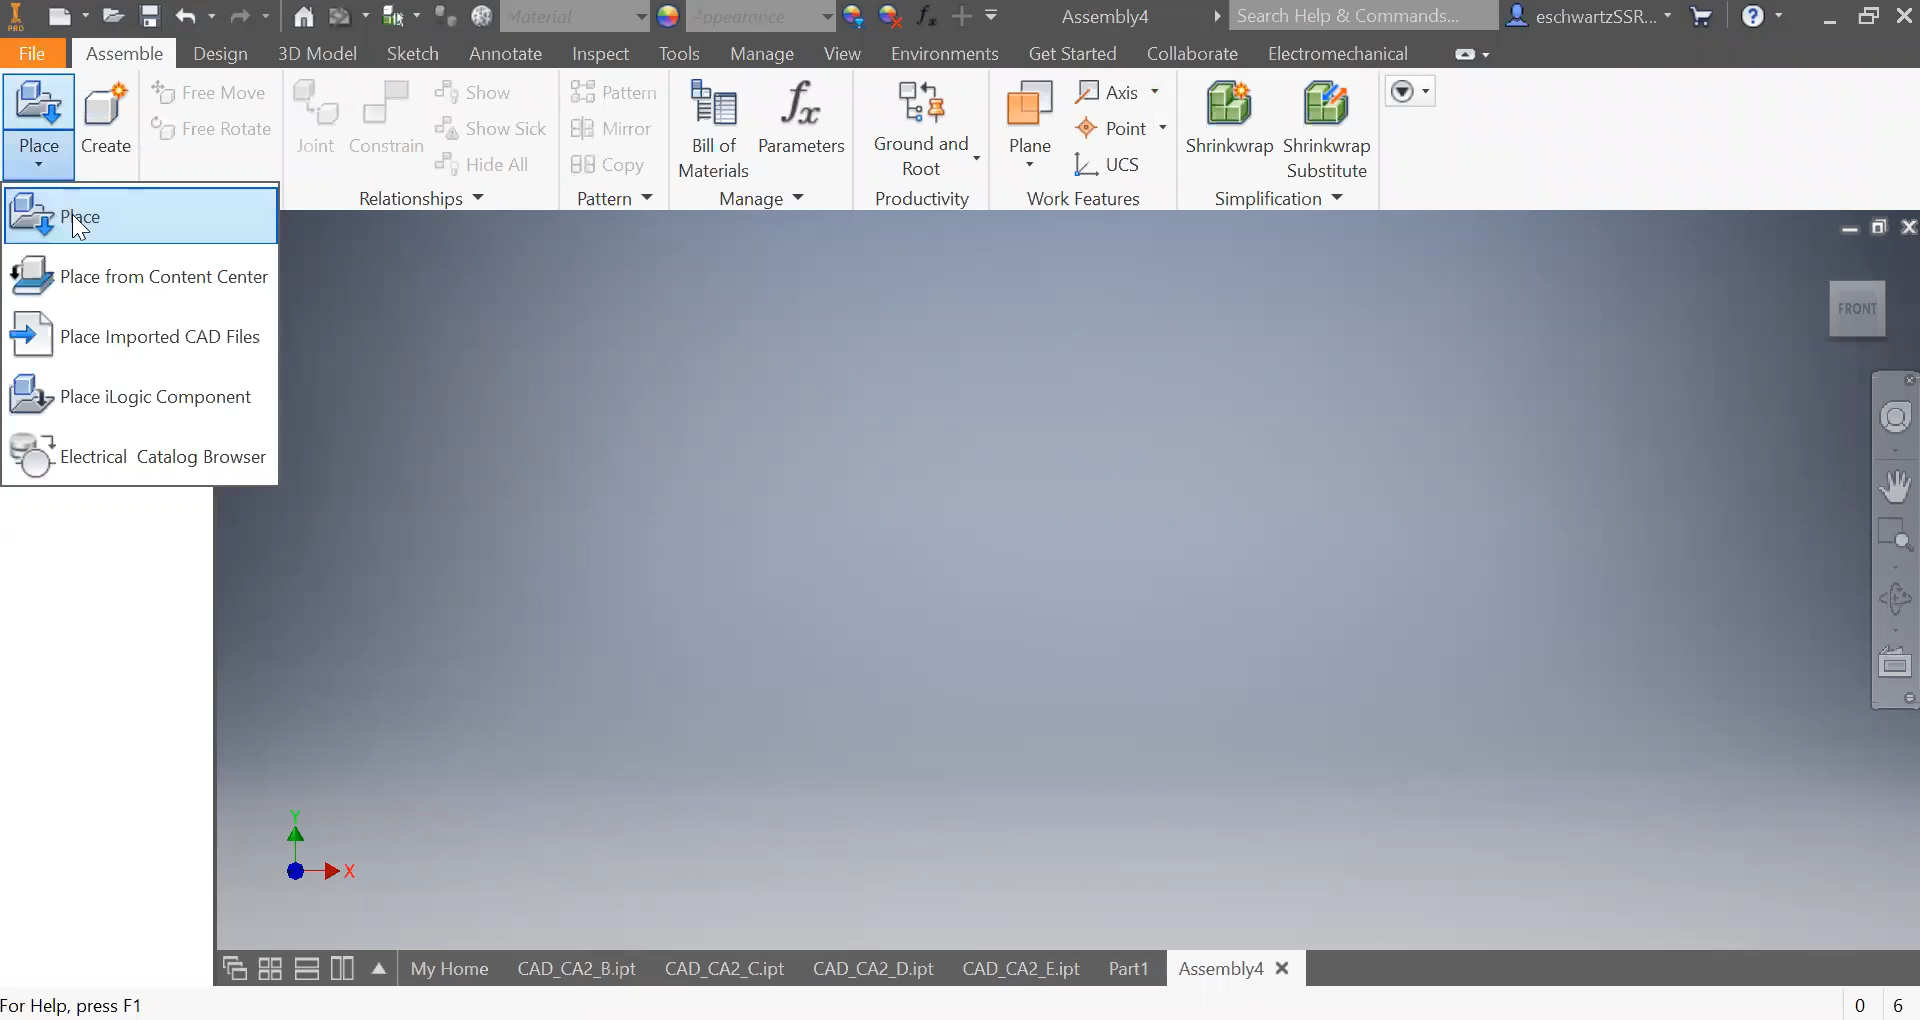 PRO
Material
Appearance
Assembly4
Search Help & Commands...
eschwartzSSR...
File
Assemble
Design
3D Model
Sketch
Annotate
Inspect
Tools
Manage
View
Environments
Get Started
Collaborate
Electromechanical
Place
Create
Free Move
Free Rotate
Joint
Constrain
Show
Show Sick
Hide All
Relationships
Pattern
Mirror
Copy
Pattern
Bill of
Materials
Parameters
Manage
Ground and
Root
Productivity
Plane
Axis
Point
UCS
Work Features
Shrinkwrap
Shrinkwrap
Substitute
Simplification
Place
Place from Content Center
Place Imported CAD Files
Place iLogic Component
Electrical Catalog Browser
FRONT
Y
X
My Home
CAD_CA2_B.ipt
CAD_CA2_C.ipt
CAD_CA2_D.ipt
CAD_CA2_E.ipt
Part1
Assembly4
For Help, press F1
0
6